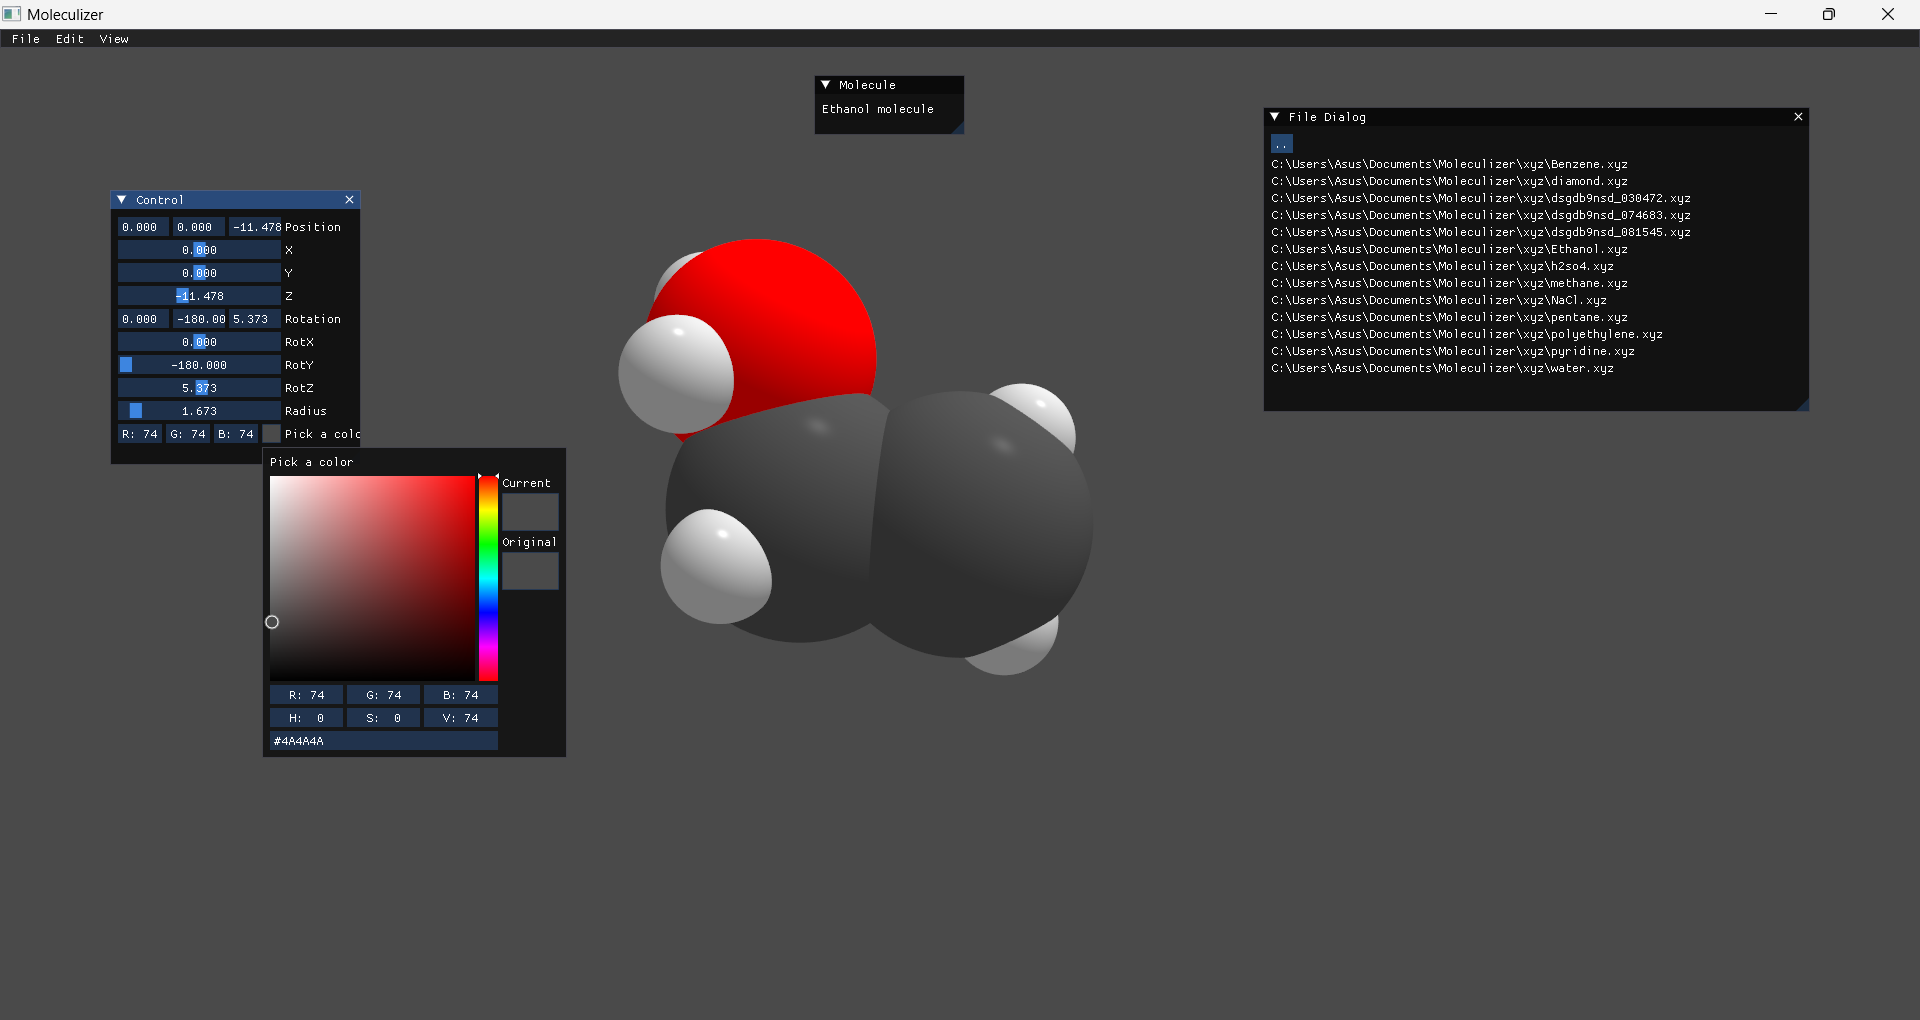 Moleculizer
File Edit View
Molecule
Ethanol molecule
File Dialog
..
C:\Users\Asus\Documents\Moleculizer\xyz\Benzene.xyz
C:\Users\Asus\Documents\Moleculizer\xyz\diamond.xyz
C:\Users\Asus\Documents\Moleculizer\xyz\dsgdb9nsd_030472.xyz
C:\Users\Asus\Documents\Moleculizer\xyz\dsgdb9nsd_074683.xyz
C:\Users\Asus\Documents\Moleculizer\xyz\dsgdb9nsd_081545.xyz
C:\Users\Asus\Documents\Moleculizer\xyz\Ethanol.xyz
C:\Users\Asus\Documents\Moleculizer\xyz\h2so4.xyz
C:\Users\Asus\Documents\Moleculizer\xyz\methane.xyz
C:\Users\Asus\Documents\Moleculizer\xyz\NaCl.xyz
C:\Users\Asus\Documents\Moleculizer\xyz\pentane.xyz
C:\Users\Asus\Documents\Moleculizer\xyz\polyethylene.xyz
C:\Users\Asus\Documents\Moleculizer\xyz\pyridine.xyz
C:\Users\Asus\Documents\Moleculizer\xyz\water.xyz
Control
0.000 0.000 -11.478 Position
0.000 X
0.000 Y
-11.478 Z
0.000 -180.00 5.373 Rotation
0.000 RotX
-180.000 RotY
5.373 RotZ
1.673 Radius
R: 74 G: 74 B: 74 Pick a colo
Pick a color
Current
Original
R: 74 G: 74 B: 74
H: 0 S: 0 V: 74
#4A4A4A